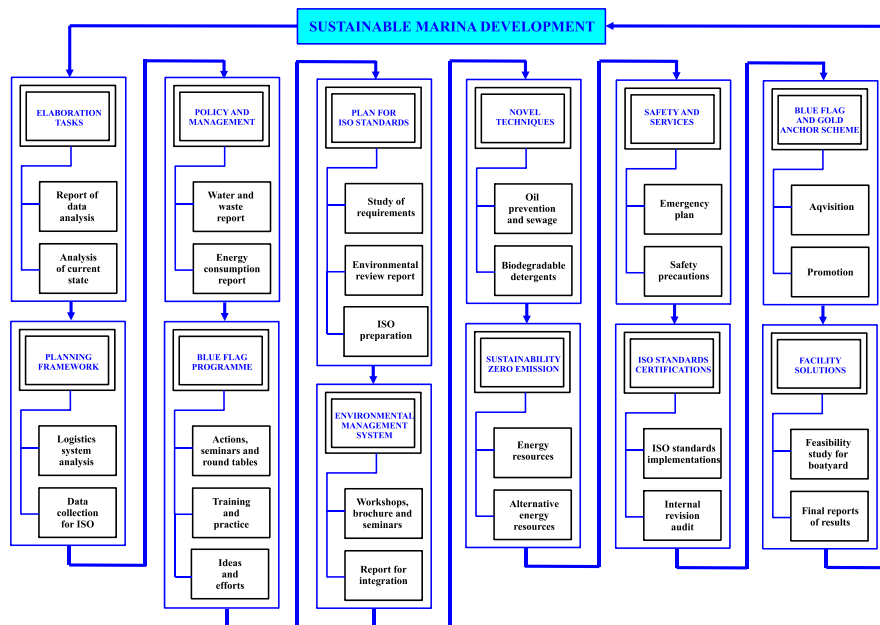 SUSTAINABLE MARINA DEVELOPMENT
ELABORATION
TASKS
Report of
data
analysis
Analysis
of current
state
PLANNING
FRAMEWORK
Logistics
system
analysis
Data
collection
for ISO
POLICY AND
MANAGEMENT
Water and
waste
report
Energy
consumption
report
BLUE FLAG
PROGRAMME
Actions,
seminars and
round tables
Training
and
practice
Ideas
and
efforts
PLAN FOR
ISO STANDARDS
Study of
requirements
Environmental
review report
ISO
preparation
ENVIRONMENTAL
MANAGEMENT
SYSTEM
Workshops,
brochure and
seminars
Report for
integration
NOVEL
TECHNIQUES
Oil
prevention
and sewage
Biodegradable
detergents
SUSTAINABILITY
ZERO EMISSION
Energy
resources
Alternative
energy
resources
SAFETY AND
SERVICES
Emergency
plan
Safety
precautions
ISO STANDARDS
CERTIFICATIONS
ISO standards
implementations
Internal
revision
audit
BLUE FLAG
AND GOLD
ANCHOR SCHEME
Aqvisition
Promotion
FACILITY
SOLUTIONS
Feasibility
study for
boatyard
Final reports
of results